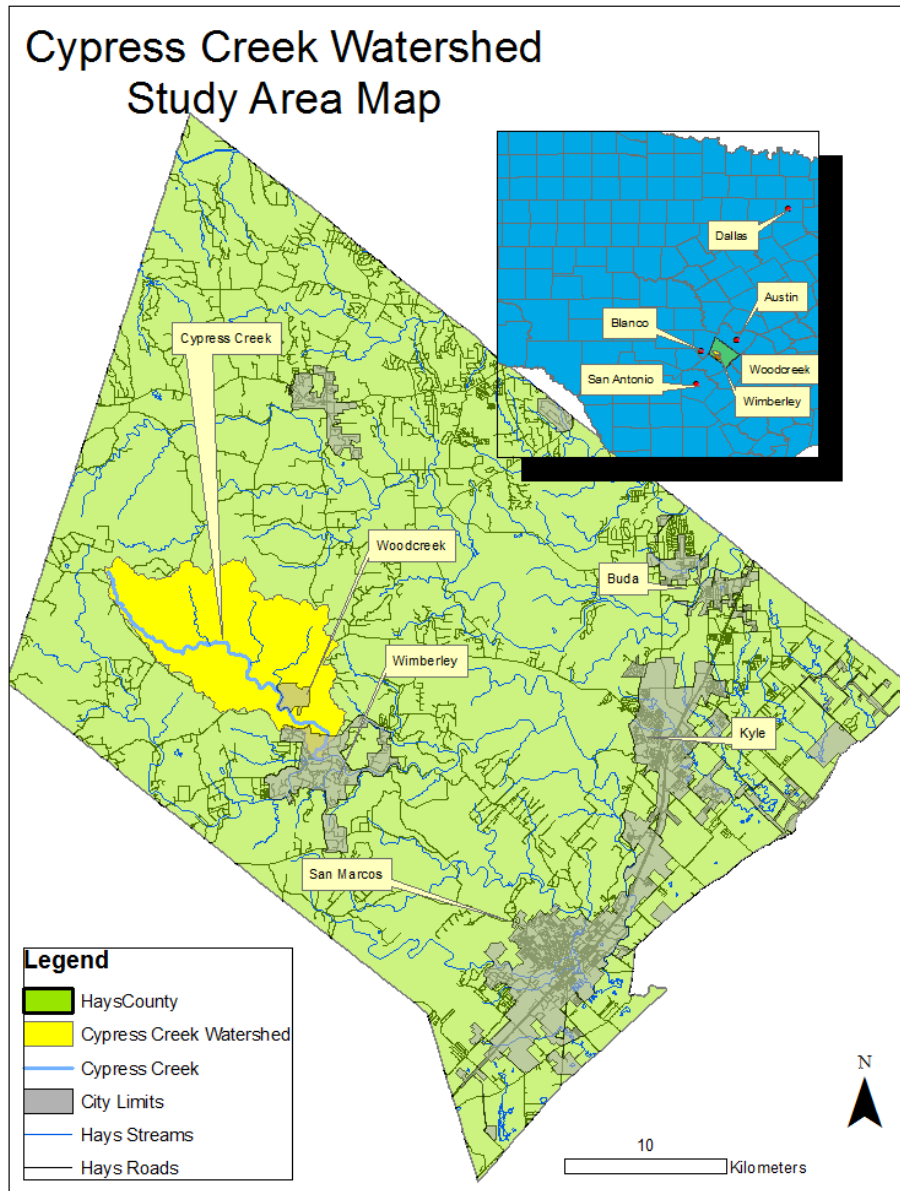 Cypress Creek Watershed
Study Area Map
Dallas
Austin
Blanco
Woodcreek
San Antonio
Wimberley
Cypress Creek
Woodcreek
Buda
Wimberley
Kyle
San Marcos
Legend
HaysCounty
Cypress Creek Watershed
Cypress Creek
City Limits
Hays Streams
Hays Roads
N
10
Kilometers